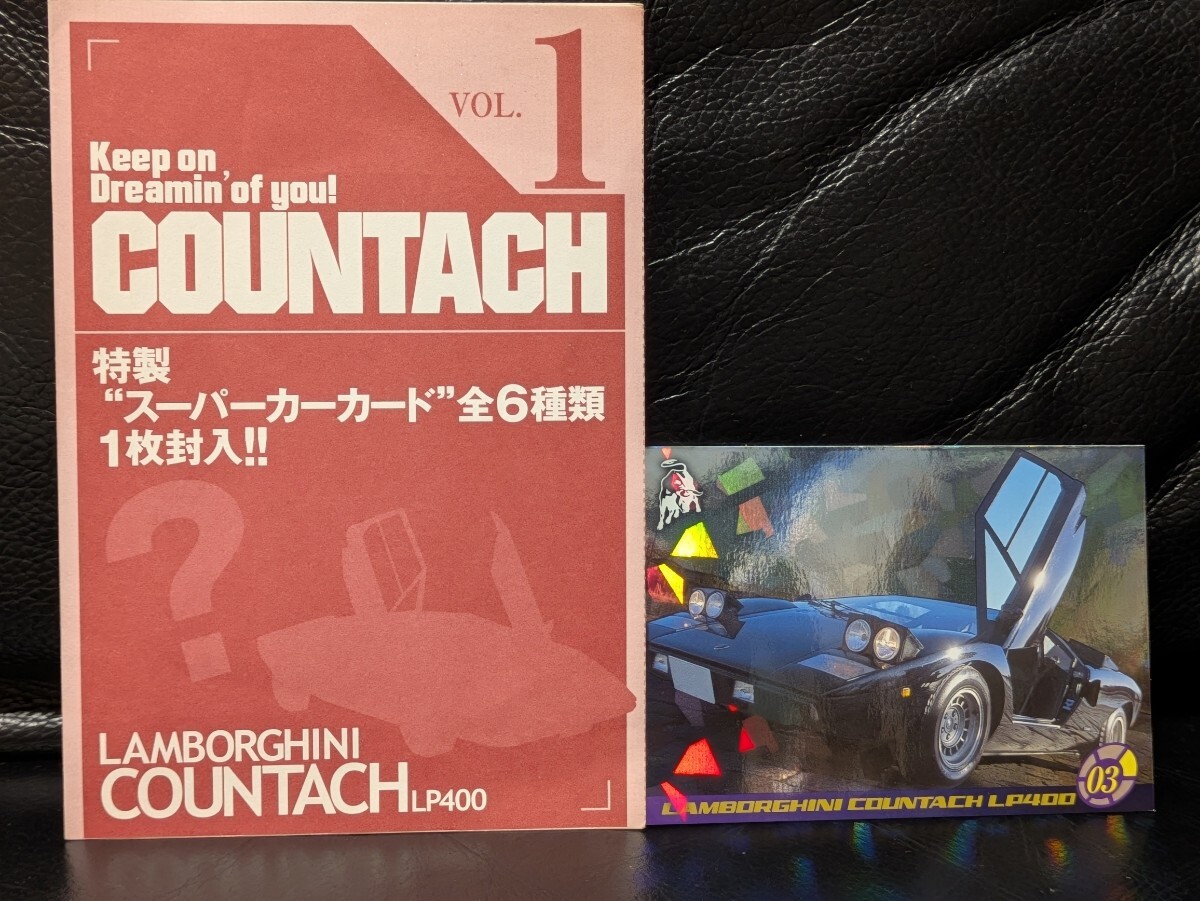 VOL. 1
Keep on
Dreamin' of you!
COUNTACH
特製
“スーパーカーカード”全6種類
1枚封入!!
?
LAMBORGHINI
COUNTACH LP400
LAMBORGHINI COUNTACH LP400
03